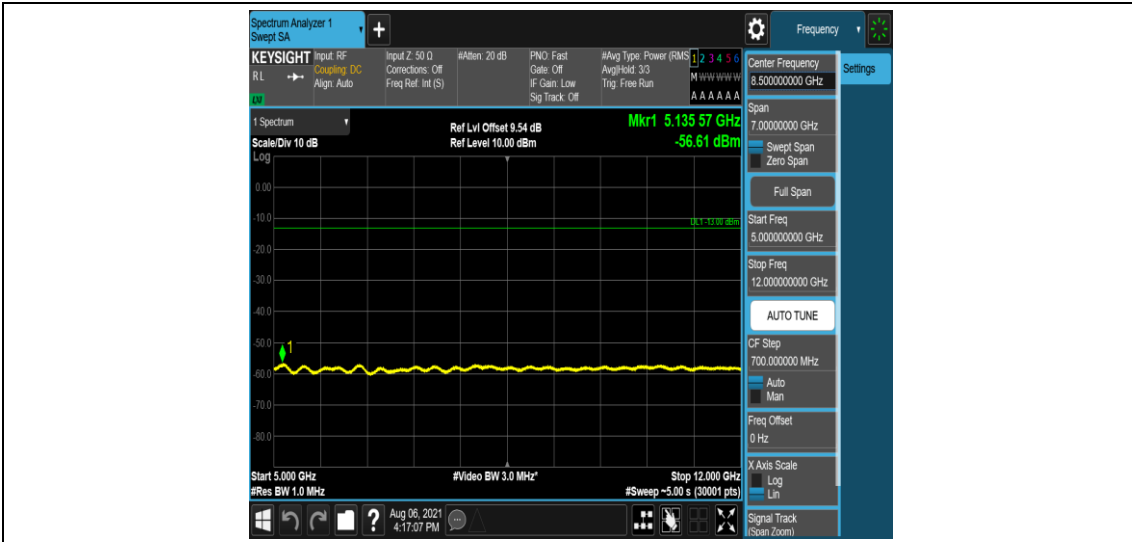 Spectrum Analyzer 1
Swept SA
+
Frequency
KEYSIGHT
RL
LXI
Input: RF
Coupling: DC
Align: Auto
Input Z: 50 Ω
Corrections: Off
Freq Ref: Int (S)
#Atten: 20 dB
PNO: Fast
Gate: Off
IF Gain: Low
Sig Track: Off
#Avg Type: Power (RMS
Avg|Hold: 3/3
Trig: Free Run
1 2 3 4 5 6
M W W W W W
A A A A A A
1 Spectrum
Scale/Div 10 dB
Log
Ref Lvl Offset 9.54 dB
Ref Level 10.00 dBm
Mkr1 5.135 57 GHz
-56.61 dBm
0.00
-10.0
DL1 -13.00 dBm
-20.0
-30.0
-40.0
-50.0
1
-60.0
-70.0
-80.0
Start 5.000 GHz
#Res BW 1.0 MHz
#Video BW 3.0 MHz*
Stop 12.000 GHz
#Sweep ~5.00 s (30001 pts)
?
Aug 06, 2021
4:17:07 PM
Center Frequency
8.500000000 GHz
Span
7.00000000 GHz
Swept Span
Zero Span
Full Span
Start Freq
5.000000000 GHz
Stop Freq
12.000000000 GHz
AUTO TUNE
CF Step
700.000000 MHz
Auto
Man
Freq Offset
0 Hz
X Axis Scale
Log
Lin
Signal Track
(Span Zoom)
Settings